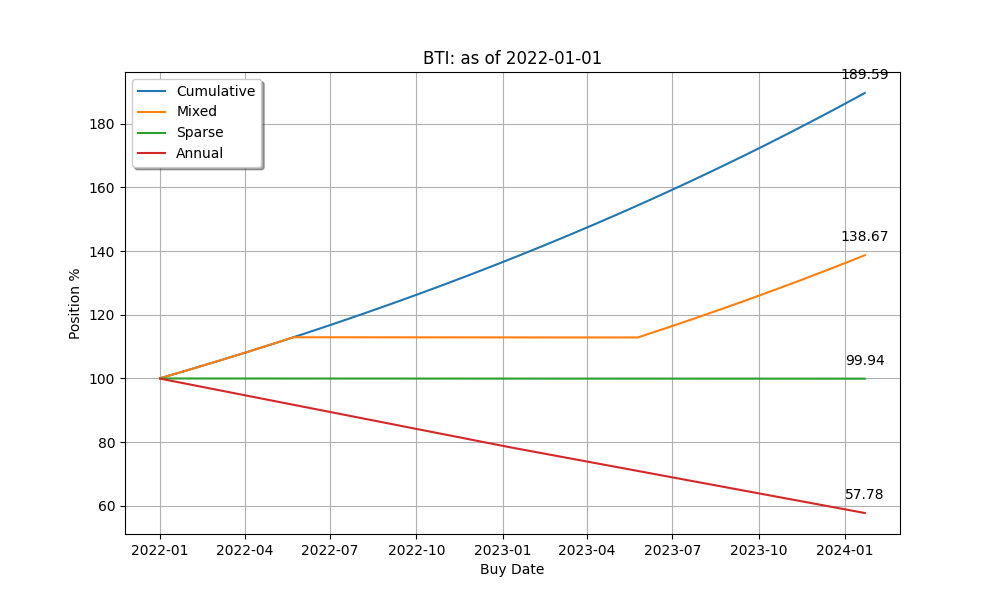 BTI: as of 2022-01-01
Cumulative
Mixed
Sparse
Annual
189.59
138.67
99.94
57.78
Position %
180
160
140
120
100
80
60
2022-01 2022-04 2022-07 2022-10 2023-01 2023-04 2023-07 2023-10 2024-01
Buy Date